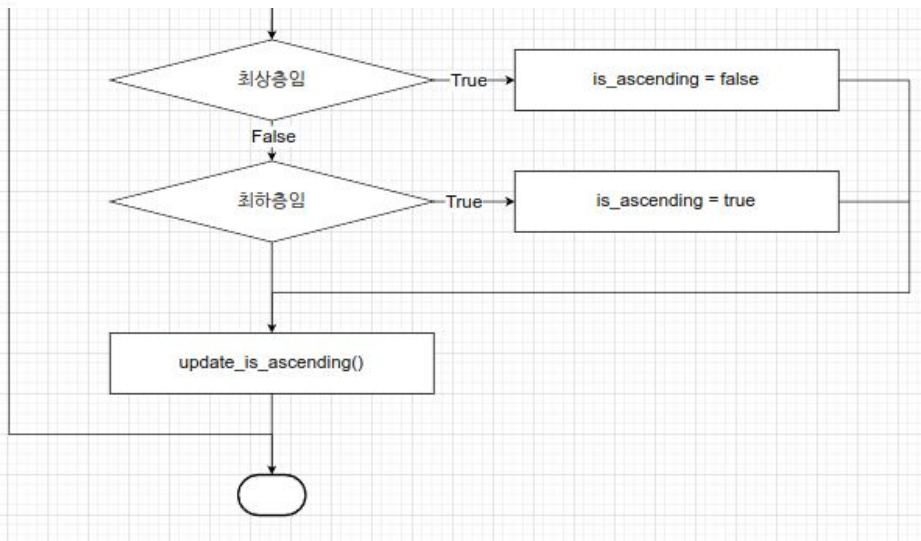 최상층임
True
is_ascending = false
False
최하층임
True
is_ascending = true
update_is_ascending()